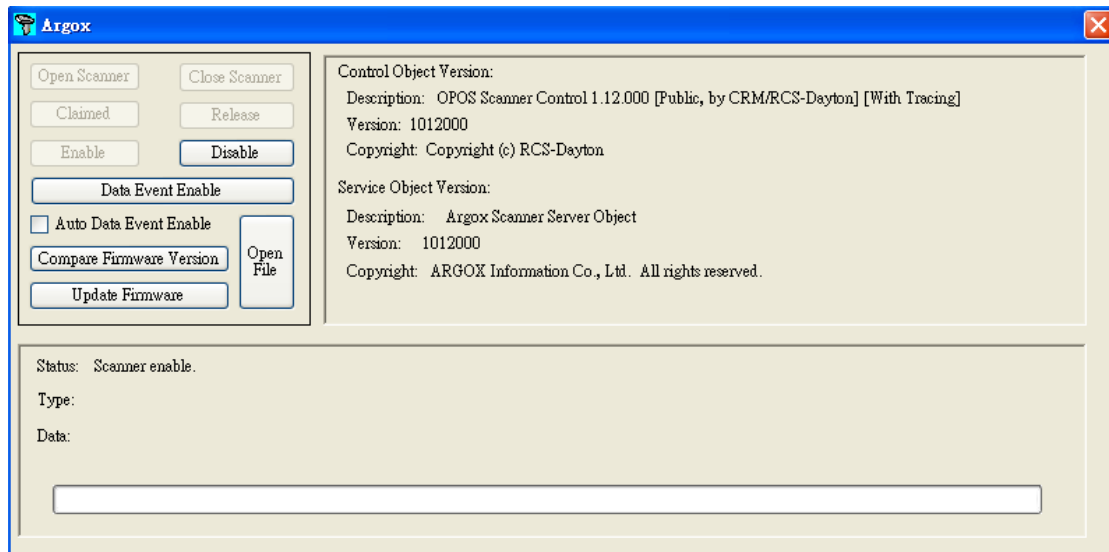 Argox
Open Scanner Close Scanner
Claimed Release
Enable Disable
Data Event Enable
Auto Data Event Enable
Compare Firmware Version
Update Firmware
Open
File
Control Object Version:
Description: OPOS Scanner Control 1.12.000 [Public, by CRM/RCS-Dayton] [With Tracing]
Version: 1012000
Copyright: Copyright (c) RCS-Dayton
Service Object Version:
Description: Argox Scanner Server Object
Version: 1012000
Copyright: ARGOX Information Co., Ltd. All rights reserved.
Status: Scanner enable.
Type:
Data: